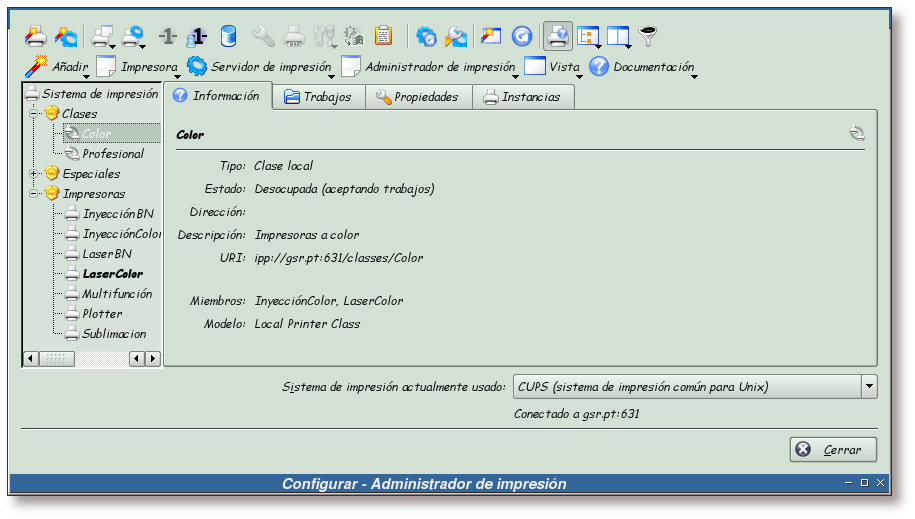 Añadir Impresora Servidor de impresión Administrador de impresión Vista Documentación
Sistema de impresión
Clases
Color
Profesional
Especiales
Impresoras
InyecciónBN
InyecciónColor
LaserBN
LaserColor
Multifunción
Plotter
Sublimacion
Información Trabajos Propiedades Instancias
Color
Tipo: Clase local
Estado: Desocupada (aceptando trabajos)
Dirección:
Descripción: Impresoras a color
URI: ipp://gsr.pt:631/classes/Color
Miembros: InyecciónColor, LaserColor
Modelo: Local Printer Class
Sistema de impresión actualmente usado: CUPS (sistema de impresión común para Unix)
Conectado a gsr.pt:631
Cerrar
Configurar - Administrador de impresión